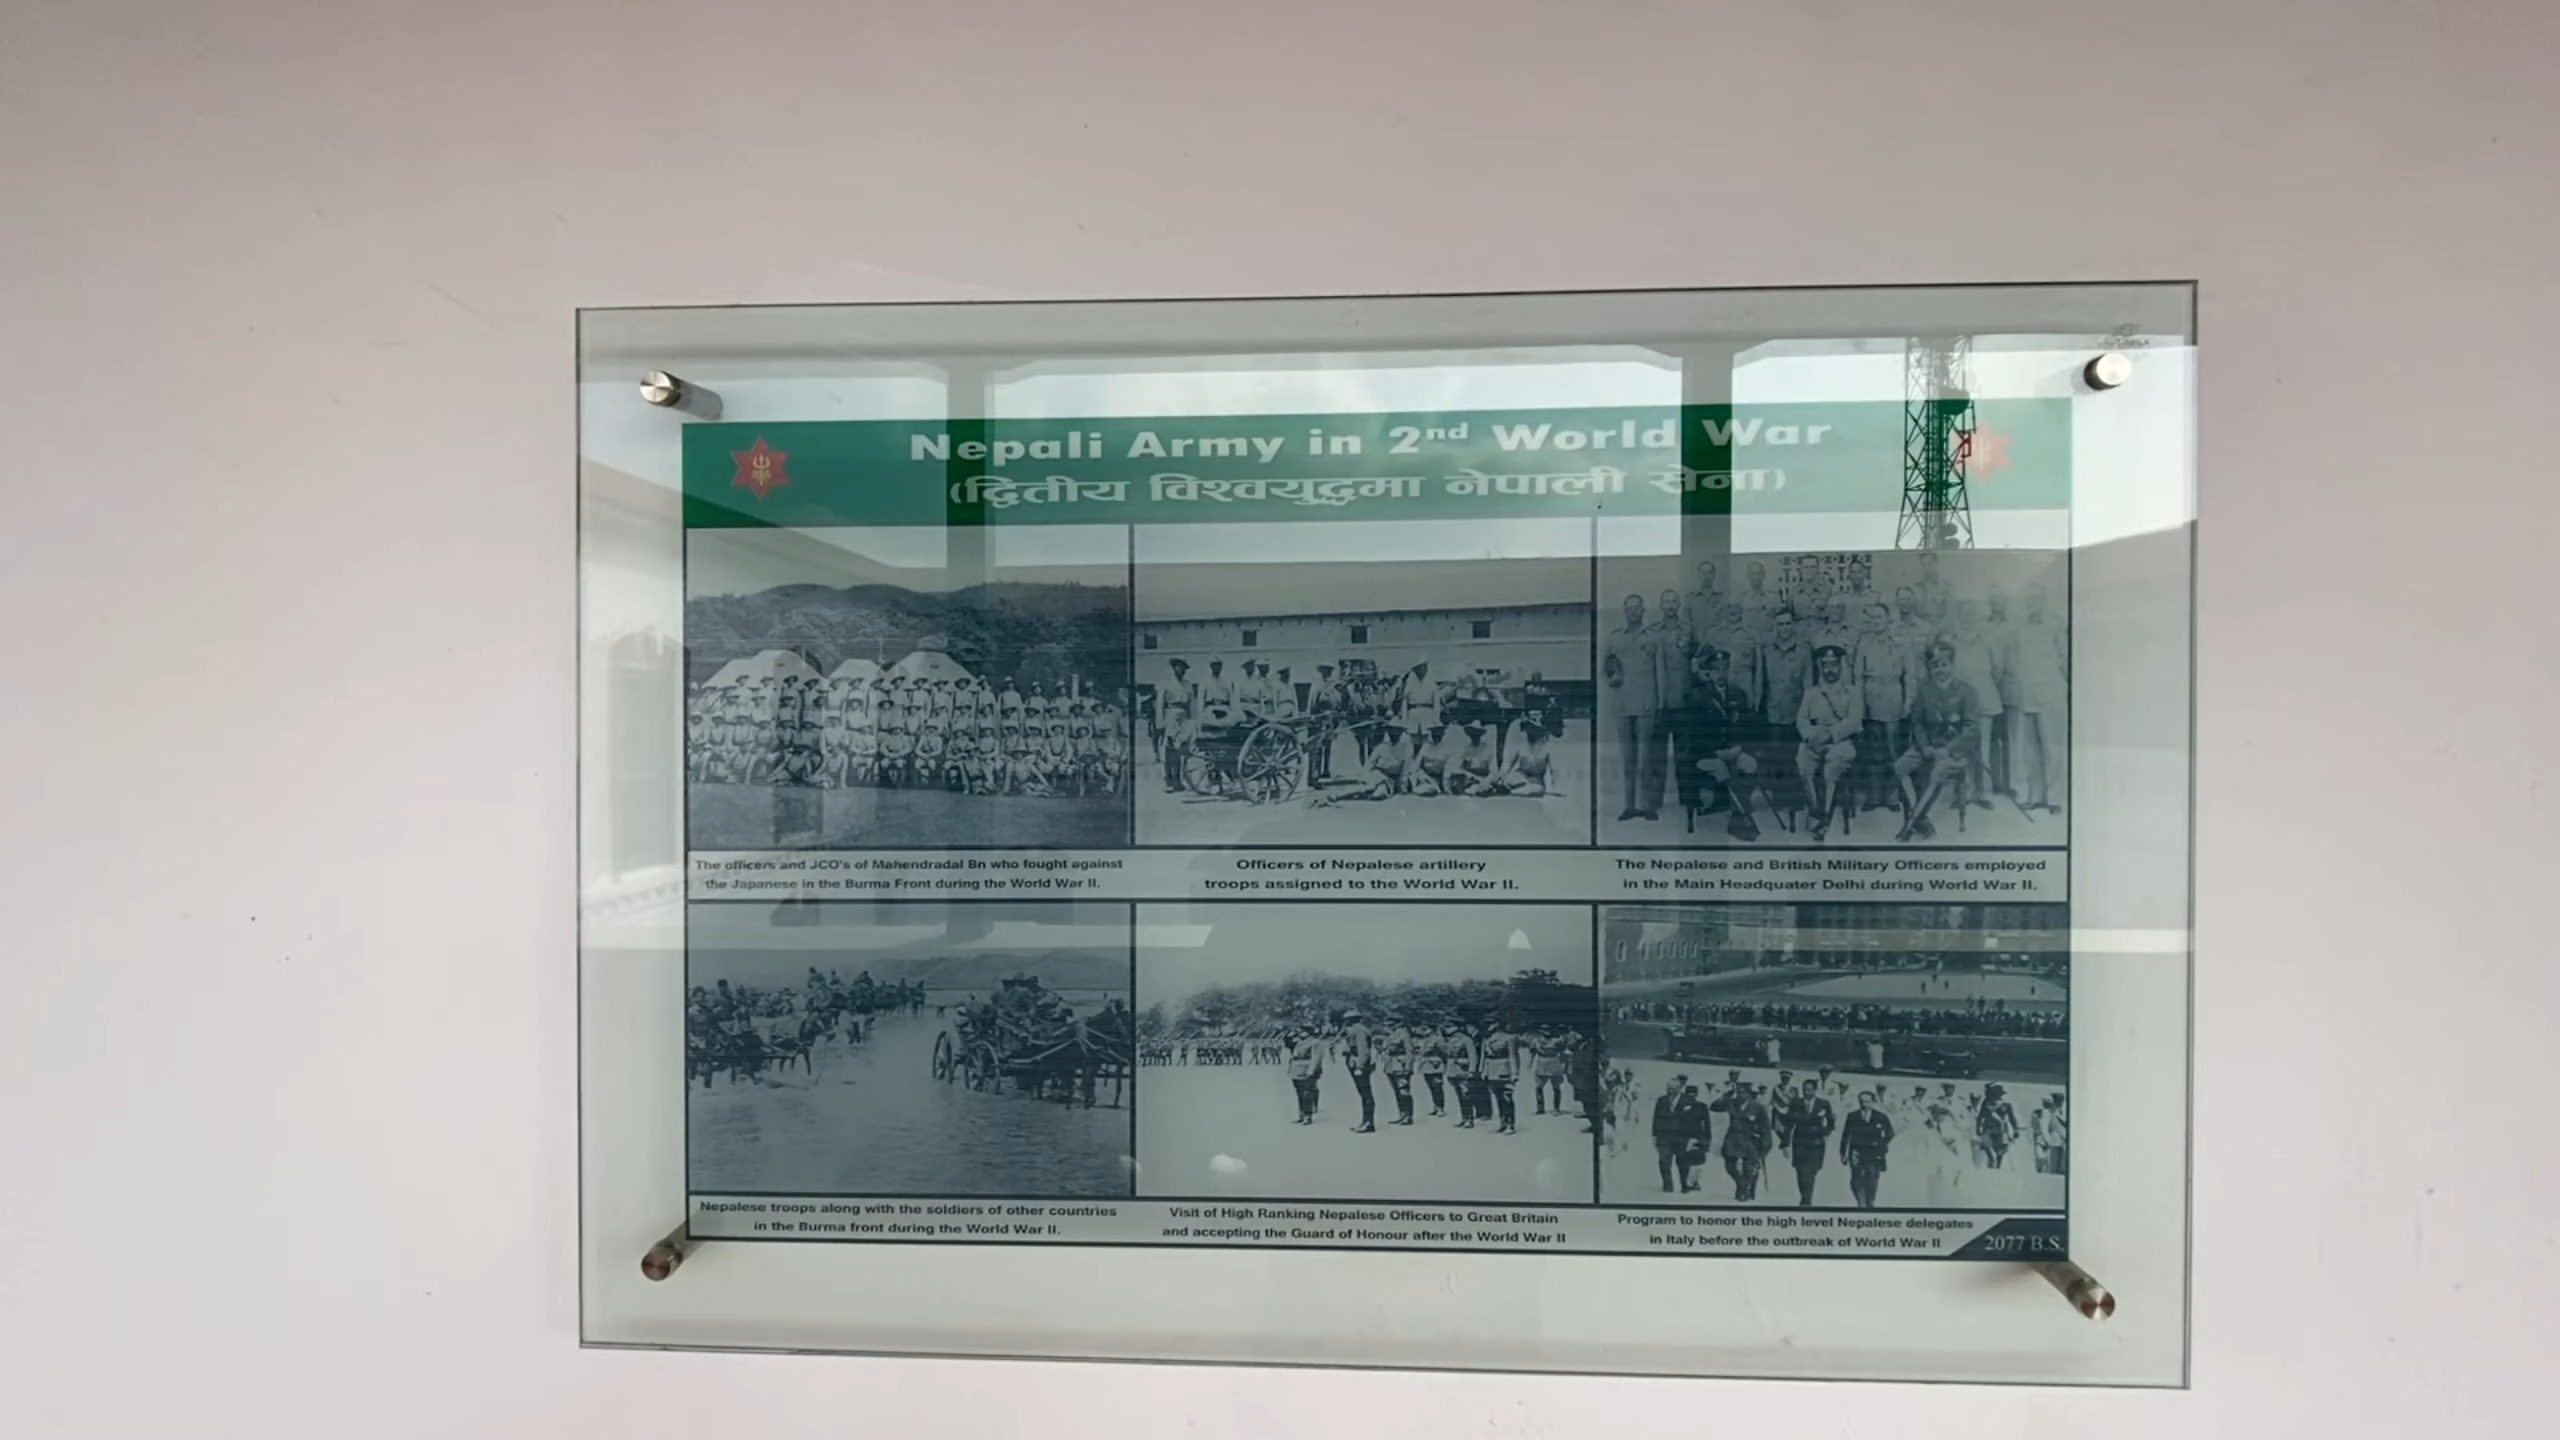 Nepali Army in 2nd World War
(द्वितीय विश्वयुद्धमा नेपाली सेना)
The officers and JCO's of Mahendradal Bn who fought against
the Japanese in the Burma Front during the World War II.
Officers of Nepalese artillery
troops assigned to the World War II.
The Nepalese and British Military Officers employed
in the Main Headquater Delhi during World War II.
Nepalese troops along with the soldiers of other countries
in the Burma front during the World War II.
Visit of High Ranking Nepalese Officers to Great Britain
and accepting the Guard of Honour after the World War II
Program to honor the high level Nepalese delegates
in Italy before the outbreak of World War II
2077 B.S.